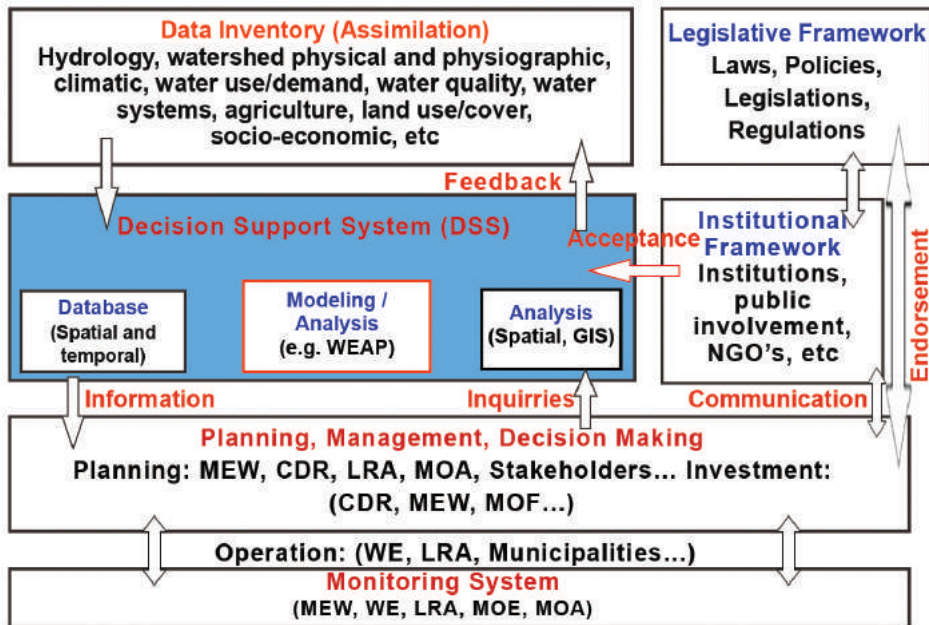 Data Inventory (Assimilation)
Hydrology, watershed physical and physiographic,
climatic, water use/demand, water quality, water
systems, agriculture, land use/cover,
socio-economic, etc
Legislative Framework
Laws, Policies,
Legislations,
Regulations
Feedback
Decision Support System (DSS)
Acceptance
Institutional
Framework
Institutions,
public
involvement,
NGO's, etc
Endorsement
Database
(Spatial and
temporal)
Modeling /
Analysis
(e.g. WEAP)
Analysis
(Spatial, GIS)
Information
Inquirries
Communication
Planning, Management, Decision Making
Planning: MEW, CDR, LRA, MOA, Stakeholders... Investment:
(CDR, MEW, MOF...)
Operation: (WE, LRA, Municipalities...)
Monitoring System
(MEW, WE, LRA, MOE, MOA)